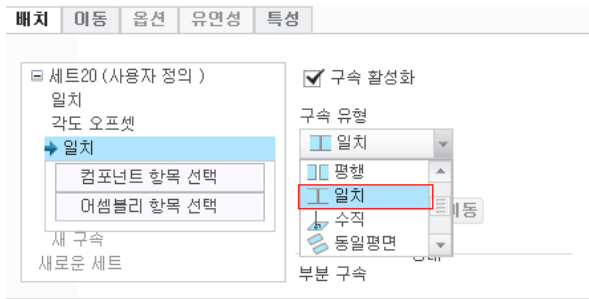 배치 이동 옵션 유연성 특성
세트20 (사용자 정의 )
일치
각도 오프셋
일치
컴포넌트 항목 선택
어셈블리 항목 선택
새 구속
새로운 세트
구속 활성화
구속 유형
일치
평행
일치
수직
동일평면
부분 구속